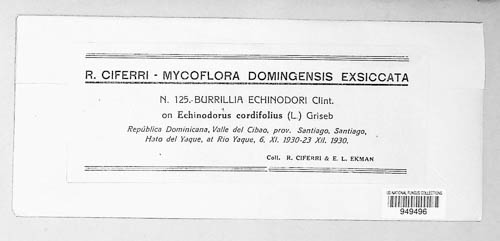 R. CIFERRI - MYCOFLORA DOMINGENSIS EXSICCATA
N. 125.-BURRILLIA ECHINODORI Clint.
on Echinodorus cordifolius (L.) Griseb
República Dominicana, Valle del Cibao, prov. Santiago, Santiago,
Hato del Yaque, at Rio Yaque, 6, XI. 1930-23 XII, 1930.
Coll. R. CIFERRI & E. L. EKMAN
US NATIONAL FUNGUS COLLECTIONS
949496